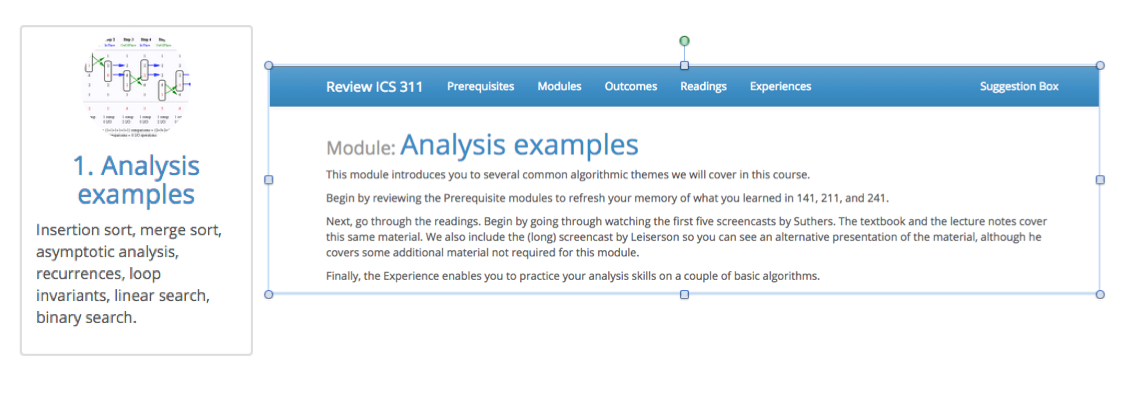 1. Analysis
examples
Insertion sort, merge sort,
asymptotic analysis,
recurrences, loop
invariants, linear search,
binary search.
Review ICS 311 Prerequisites Modules Outcomes Readings Experiences Suggestion Box
Module: Analysis examples
This module introduces you to several common algorithmic themes we will cover in this course.
Begin by reviewing the Prerequisite modules to refresh your memory of what you learned in 141, 211, and 241.
Next, go through the readings. Begin by going through watching the first five screencasts by Suthers. The textbook and the lecture notes cover
this same material. We also include the (long) screencast by Leiserson so you can see an alternative presentation of the material, although he
covers some additional material not required for this module.
Finally, the Experience enables you to practice your analysis skills on a couple of basic algorithms.